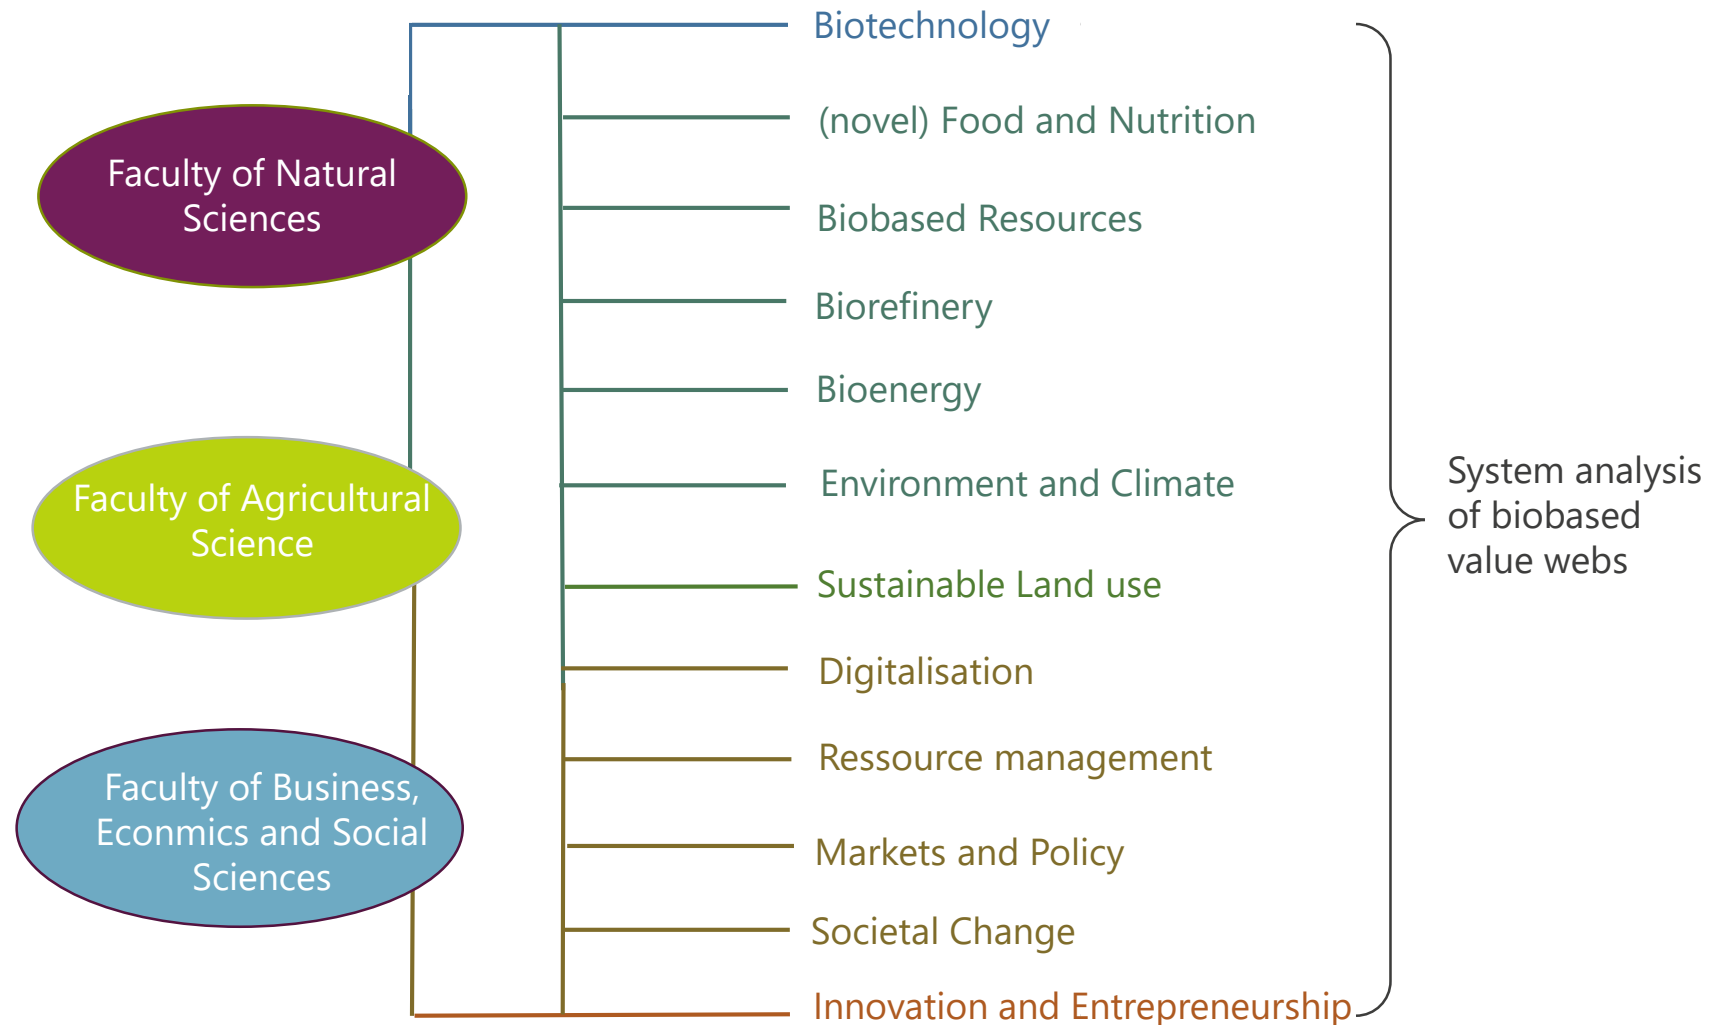 Faculty of Natural
Sciences
Faculty of Agricultural
Science
Faculty of Business,
Econmics and Social
Sciences
Biotechnology
(novel) Food and Nutrition
Biobased Resources
Biorefinery
Bioenergy
Environment and Climate
Sustainable Land use
Digitalisation
Ressource management
Markets and Policy
Societal Change
Innovation and Entrepreneurship
System analysis
of biobased
value webs